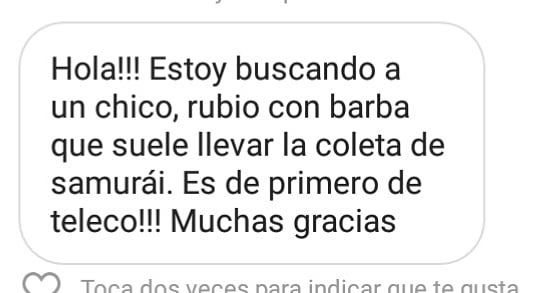 Hola!!! Estoy buscando a
un chico, rubio con barba
que suele llevar la coleta de
samurái. Es de primero de
teleco!!! Muchas gracias
Toca dos veces para indicar que te gusta